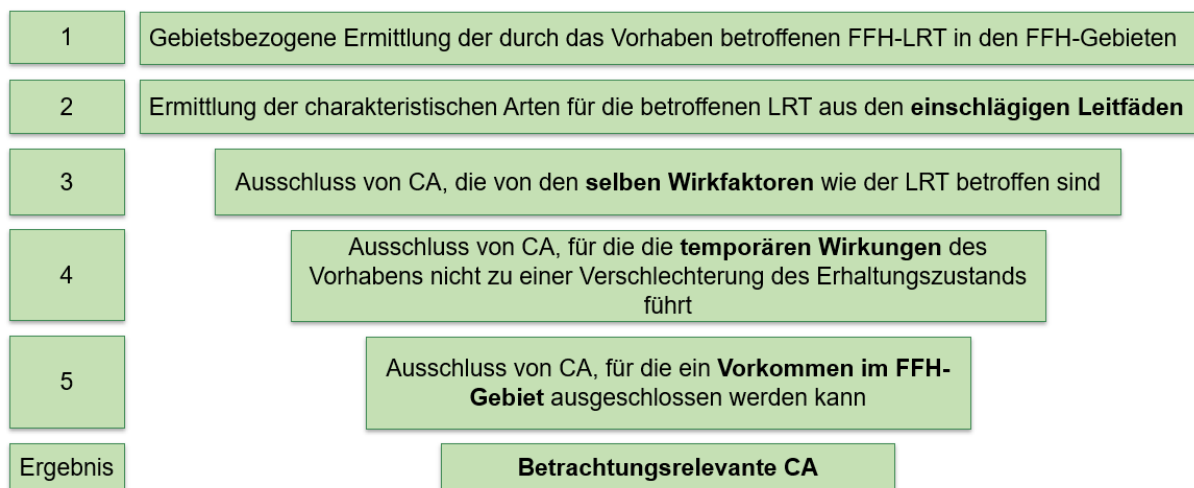 1
Gebietsbezogene Ermittlung der durch das Vorhaben betroffenen FFH-LRT in den FFH-Gebieten
2
Ermittlung der charakteristischen Arten für die betroffenen LRT aus den einschlägigen Leitfäden
3
Ausschluss von CA, die von den selben Wirkfaktoren wie der LRT betroffen sind
4
Ausschluss von CA, für die die temporären Wirkungen des
Vorhabens nicht zu einer Verschlechterung des Erhaltungszustands
führt
5
Ausschluss von CA, für die ein Vorkommen im FFH-
Gebiet ausgeschlossen werden kann
Ergebnis
Betrachtungsrelevante CA